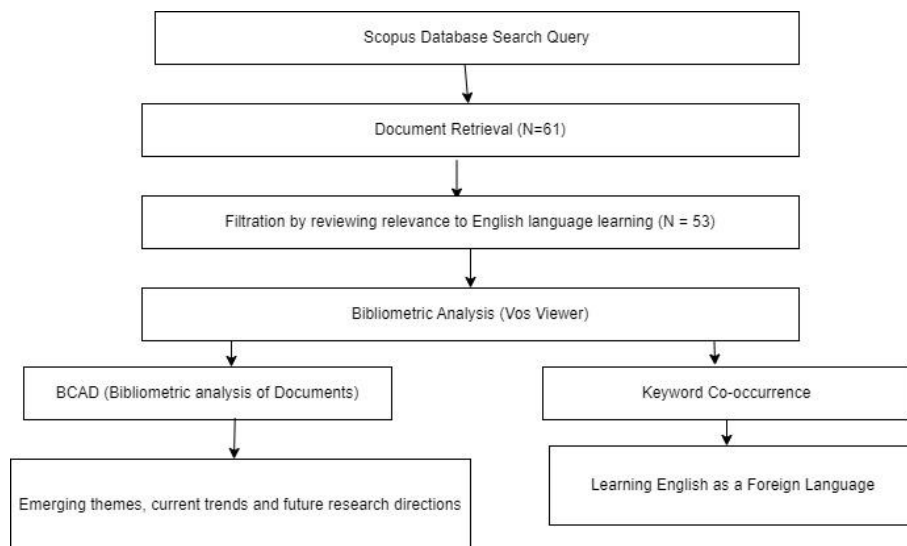 Scopus Database Search Query
Document Retrieval (N=61)
Filtration by reviewing relevance to English language learning (N = 53)
Bibliometric Analysis (Vos Viewer)
BCAD (Bibliometric analysis of Documents)
Keyword Co-occurrence
Emerging themes, current trends and future research directions
Learning English as a Foreign Language